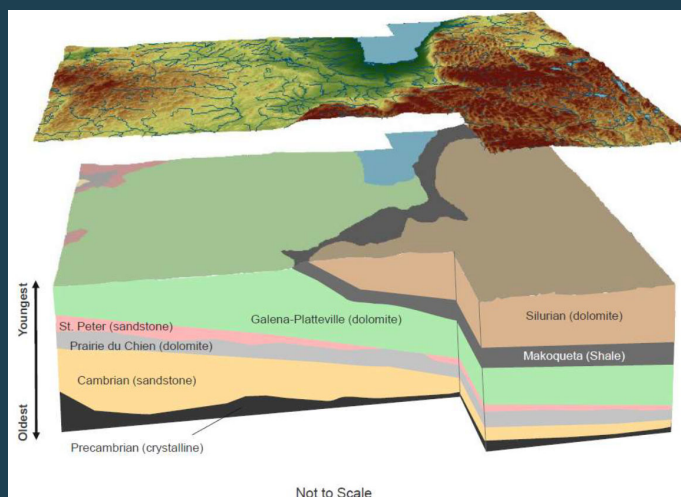 Youngest
Oldest
St. Peter (sandstone)
Prairie du Chien (dolomite)
Cambrian (sandstone)
Precambrian (crystalline)
Galena-Platteville (dolomite)
Silurian (dolomite)
Makoqueta (Shale)
Not to Scale